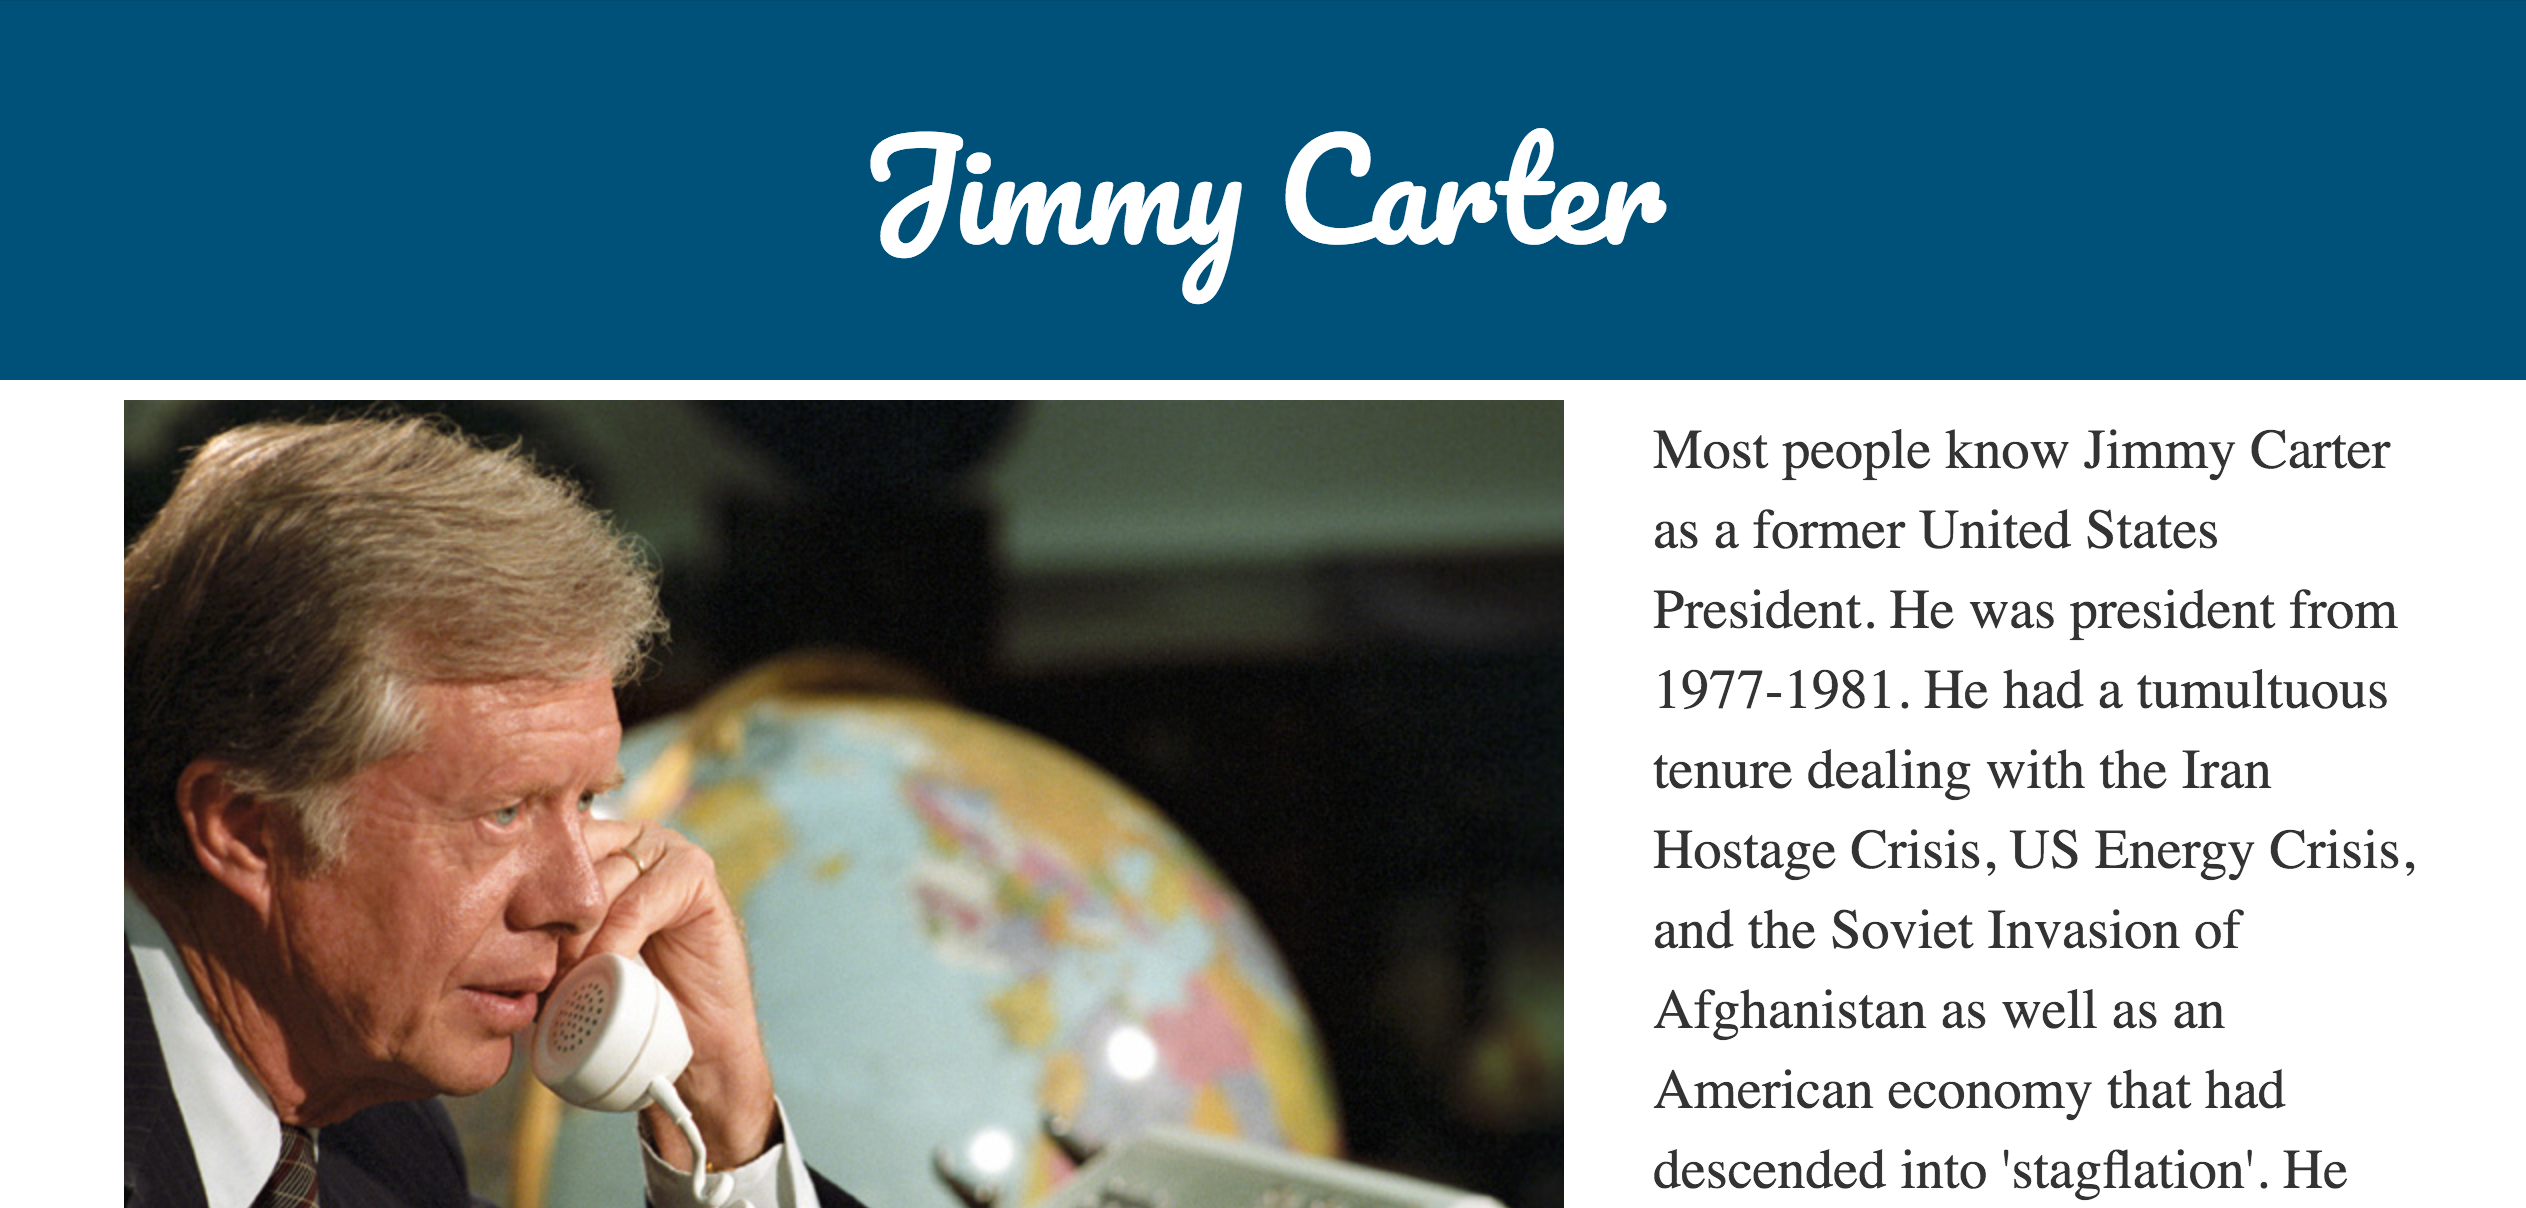 Jimmy Carter
Most people know Jimmy Carter
as a former United States
President. He was president from
1977-1981. He had a tumultuous
tenure dealing with the Iran
Hostage Crisis, US Energy Crisis,
and the Soviet Invasion of
Afghanistan as well as an
American economy that had
descended into 'stagflation'. He